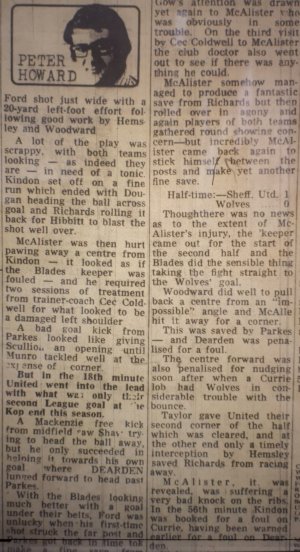 PETER
HOWARD
Ford shot just wide with a
20-yard left-foot effort fol-
lowing good work by Hems-
ley and Woodward.
A lot of the play was
scrappy, with both teams
looking — as indeed they
are — in need of a tonic.
Kindon set off on a fine
run which ended with Dou-
gan heading the ball across
goal and Richards rolling it
back for Hibbitt to blast the
shot well over.
McAlister was then hurt
pawing away a centre from
Kindon — it looked as if
the Blades keeper was
fouled — and he required
two sessions of treatment
from trainer-coach Cec Cold-
well for what looked to be
a damaged left shoulder
A bad goal kick from
Parkes looked like giving
Scullion an opening until
Munro tackled well at the
expense of corner.
But in the 18th minute
United went into the lead
with what was only their
second League goal at
Kop end this season.
A Mackenzie free kick
from midfield saw Shaw try-
ing to head the ball away,
but he only succeeded in
helping it towards his own
goal where DEARDEN
lunged forward to head past
Parkes.
With the Blades looking
much better with a goal
under their belts, Ford was
unlucky when his first-time
shot struck the far post and
Parkes got back in time for
Gow's attention was drawn
yet again to McAlister who
was obviously in some
trouble. On the third visit
by Cec Coldwell to McAlister
the club doctor also went
out to see if there was any-
thing he could.
McAlister somehow man-
aged to produce a fantastic
save from Richards but then
rolled over in agony and
again players of both teams
gathered round showing con-
cern—but incredibly McAl-
ister came back again to
stick himself between the
posts and make yet another
fine save.
Half-time:—Sheff. Utd. 1
Wolves 0
Thoughthere was no news
as to the extent of Mc-
Alister's injury, the 'keeper
came out for the start of
the second half and the
Blades did the sensible thing
taking the fight straight to
the Wolves' goal.
Woodward did well to pull
back a centre from an "im-
possible" angle and McAlle
hit it away for a corner.
This was saved by Parkes
— and Dearden was pena-
lised for a foul.
The centre forward was
also penalised for nudging
soon after when a Currie
lob had Wolves in con-
siderable trouble with the
bounce.
Taylor gave United their
second corner of the half
which was cleared, and at
the other end only a timely
interception by Hemsley
saved Richards from racing
away.
McAlister, it was
revealed, was suffering a
very bad knock on the ribs.
In the 56th minute Kindon
was booked for a foul on
Currie, having been warned
earlier for a foul on Dear-
den.